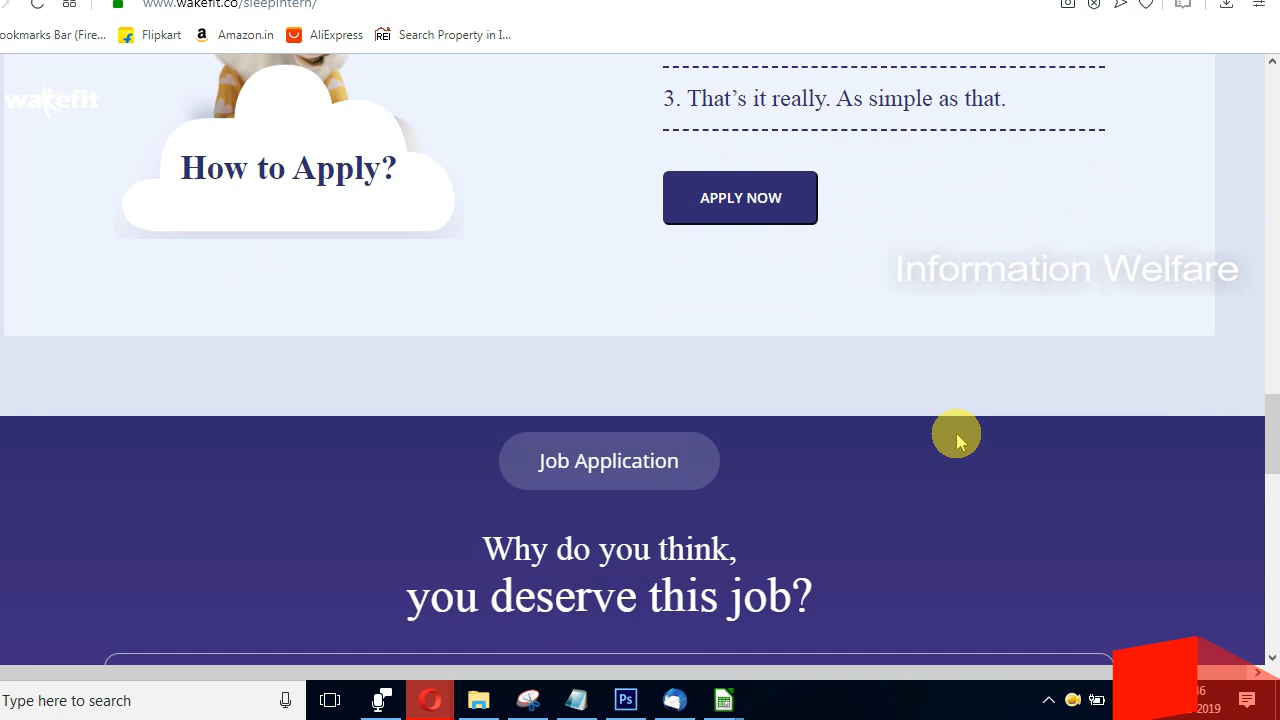 www.wakefit.co/sleepintern/
ookmarks Bar (Fire... Flipkart Amazon.in AliExpress Search Property in I...
wakefit
3. That’s it really. As simple as that.
How to Apply?
APPLY NOW
Information Welfare
Job Application
Why do you think,
you deserve this job?
Type here to search
46
2019